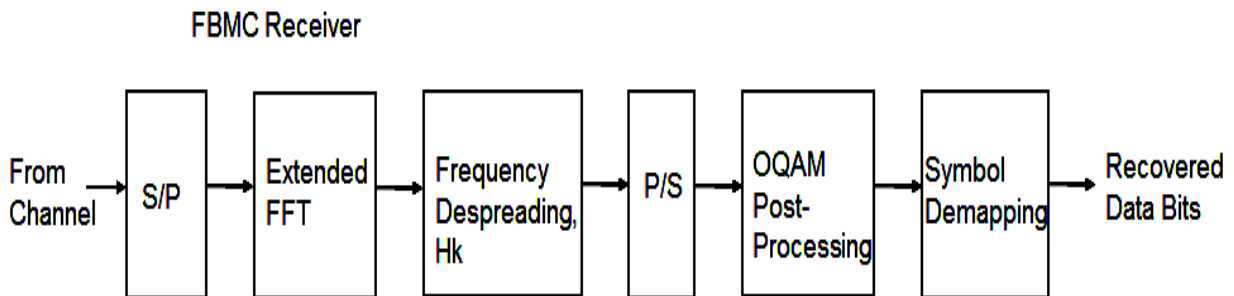 FBMC Receiver
From
Channel
S/P
Extended
FFT
Frequency
Despreading,
Hk
P/S
OQAM
Post-
Processing
Symbol
Demapping
Recovered
Data Bits